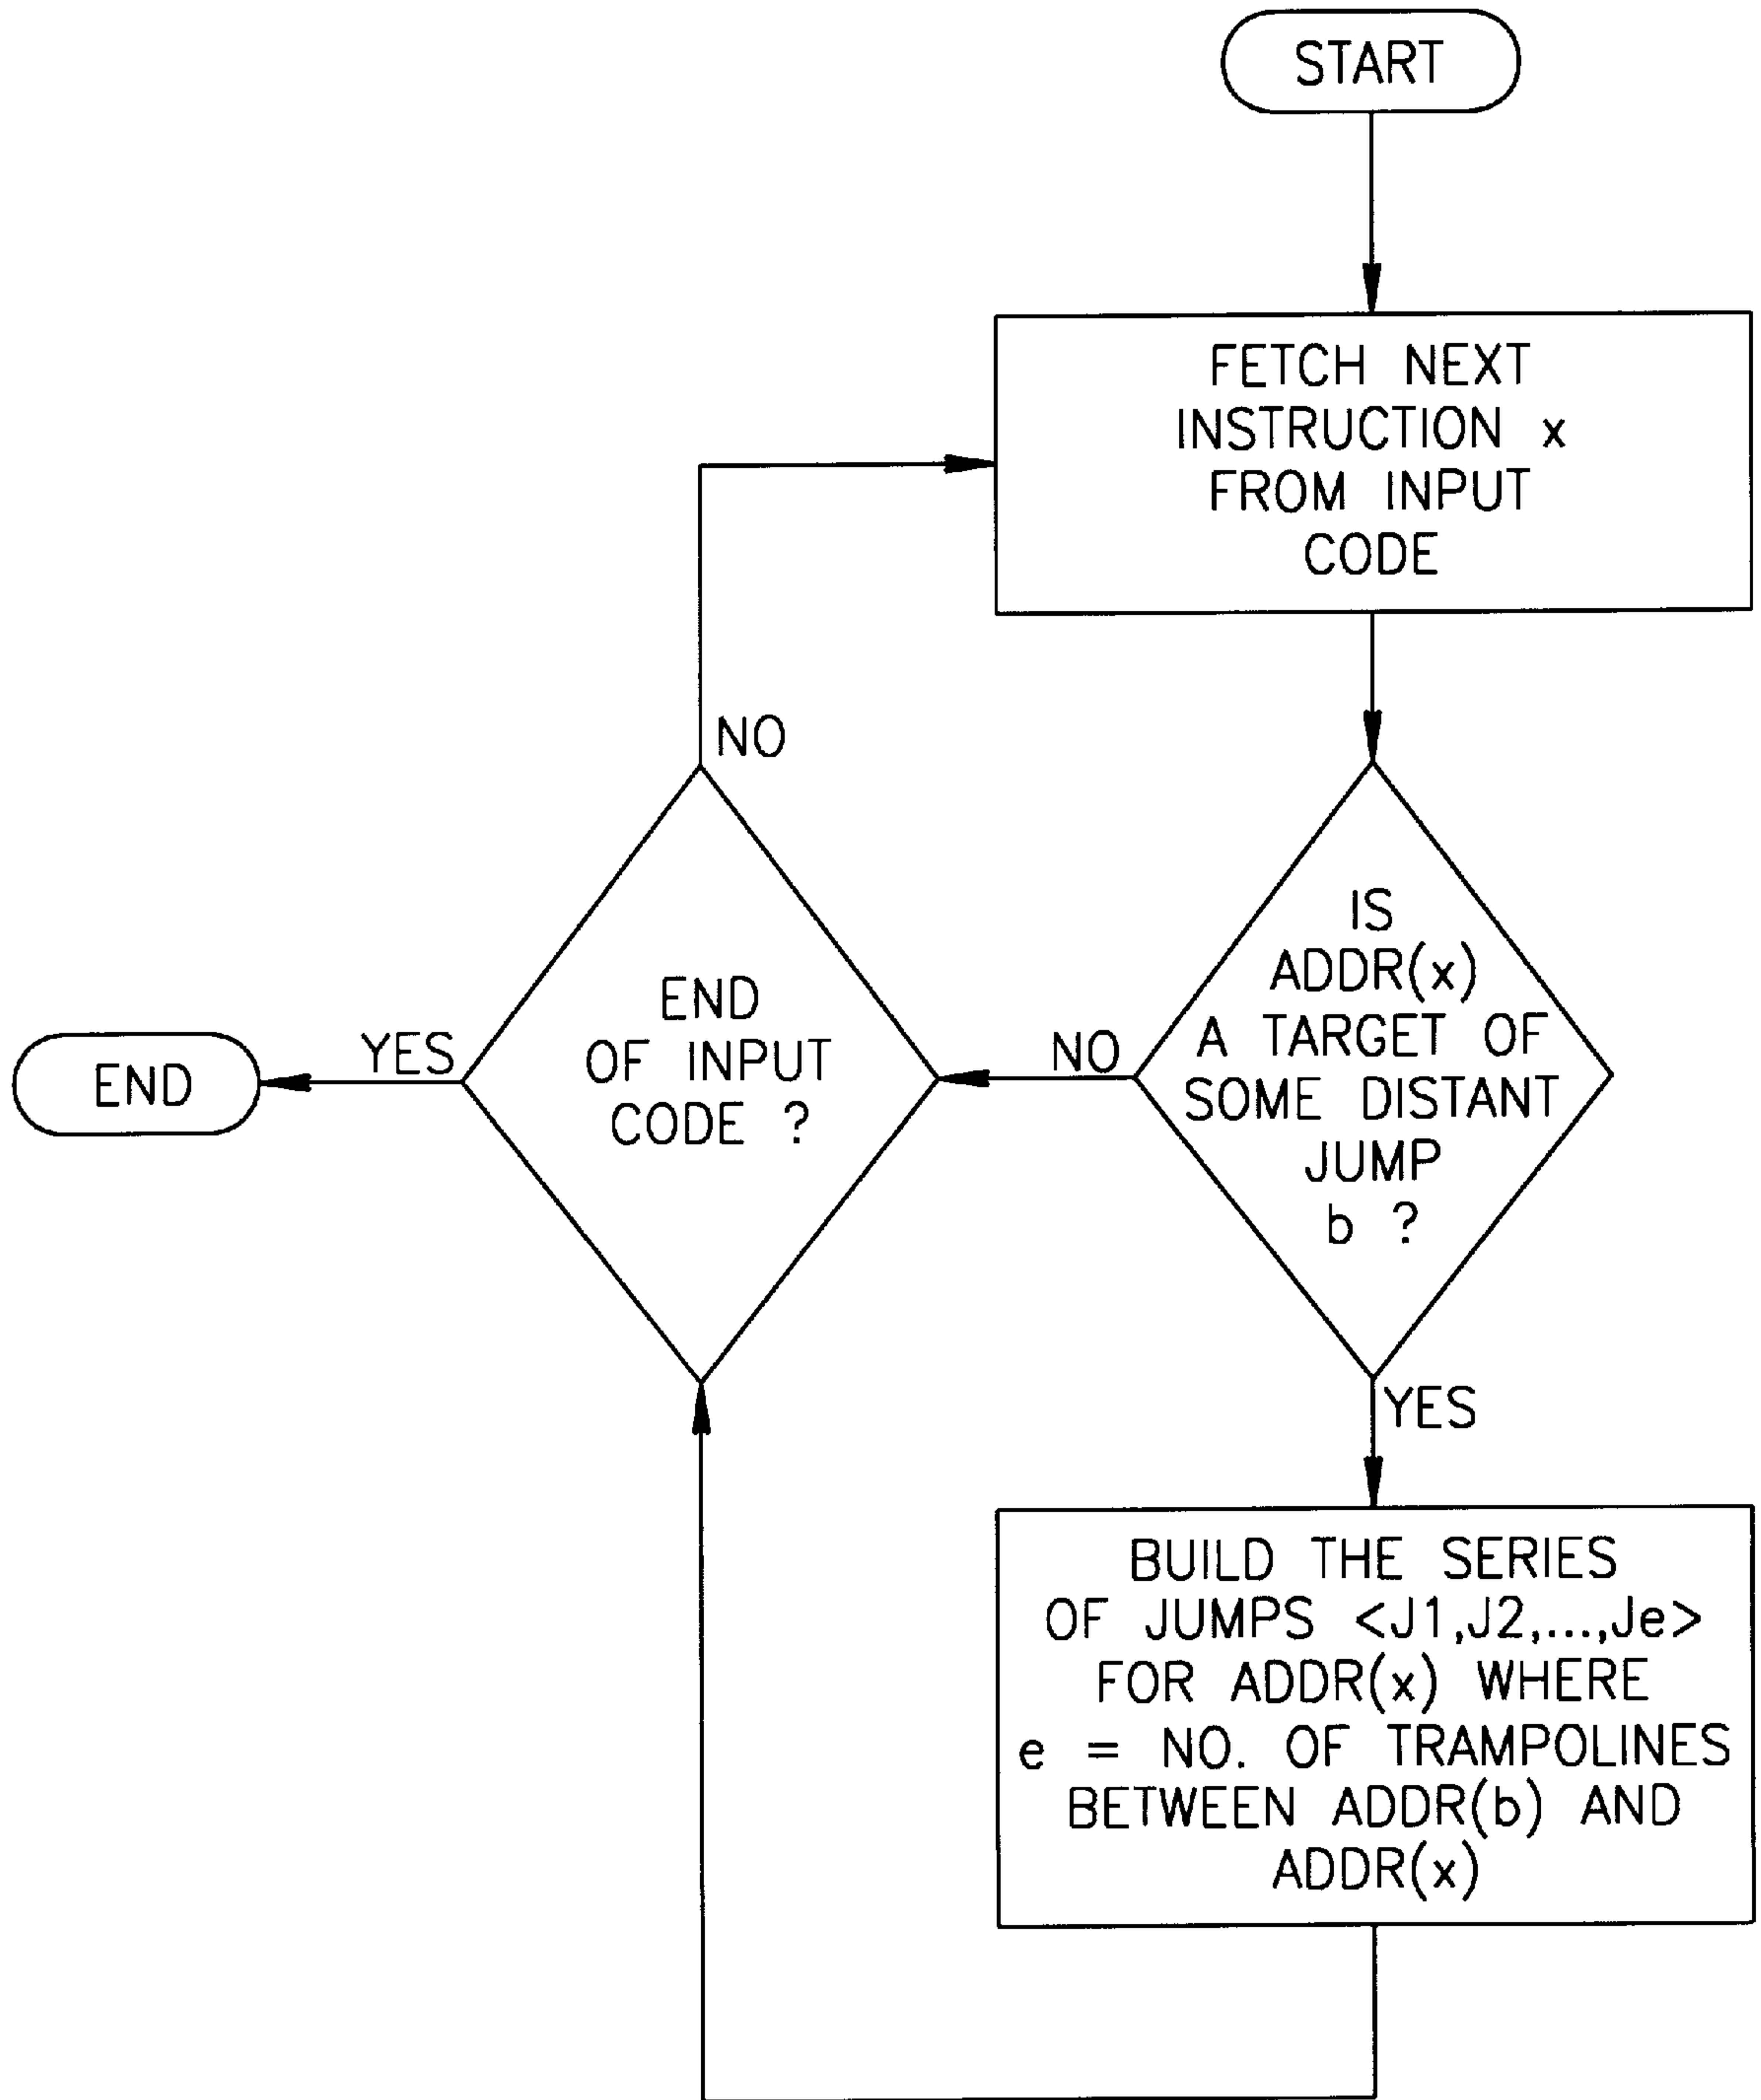 START
FETCH NEXT
INSTRUCTION x
FROM INPUT
CODE
NO
IS
ADDR(x)
A TARGET OF
SOME DISTANT
JUMP
b ?
NO
END
OF INPUT
CODE ?
YES
END
YES
BUILD THE SERIES
OF JUMPS <J1,J2,...,Je>
FOR ADDR(x) WHERE
e = NO. OF TRAMPOLINES
BETWEEN ADDR(b) AND
ADDR(x)